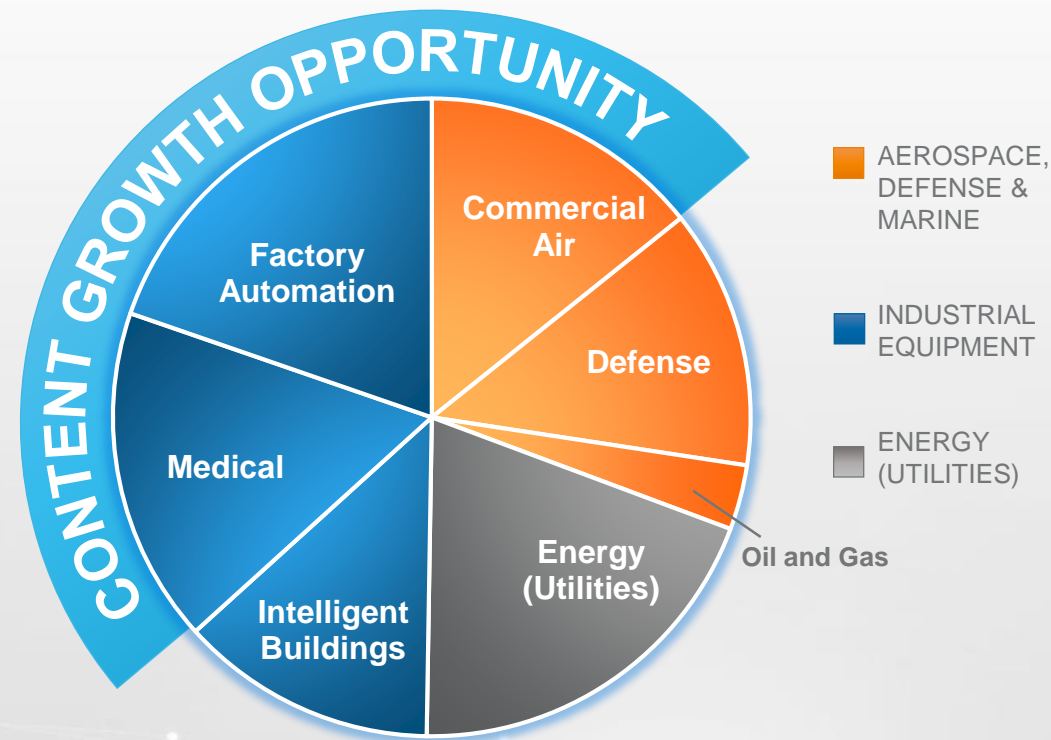 CONTENT GROWTH OPPORTUNITY
Commercial
Air
Factory
Automation
Defense
Medical
Energy
(Utilities)
Oil and Gas
Intelligent
Buildings
AEROSPACE,
DEFENSE &
MARINE
INDUSTRIAL
EQUIPMENT
ENERGY
(UTILITIES)